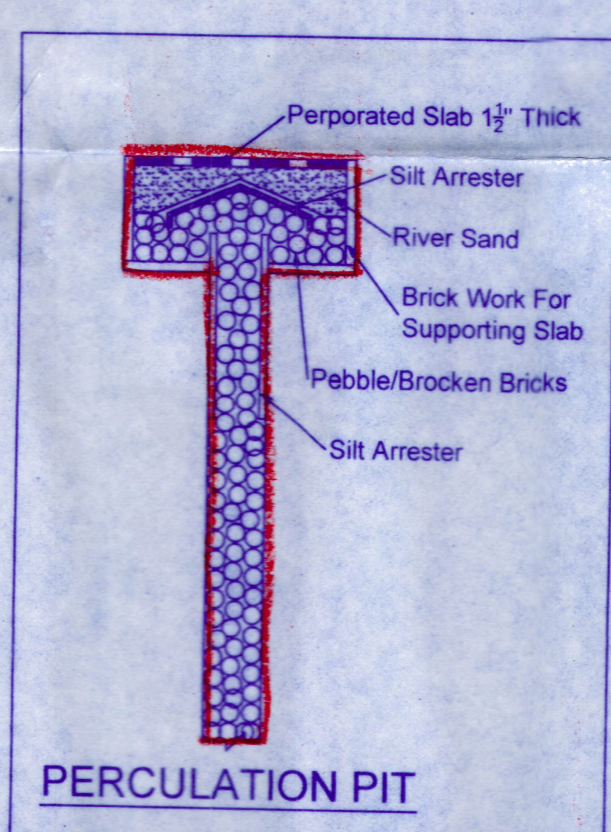 Perporated Slab 1½" Thick
Silt Arrester
River Sand
Brick Work For
Supporting Slab
Pebble/Brocken Bricks
Silt Arrester
PERCULATION PIT